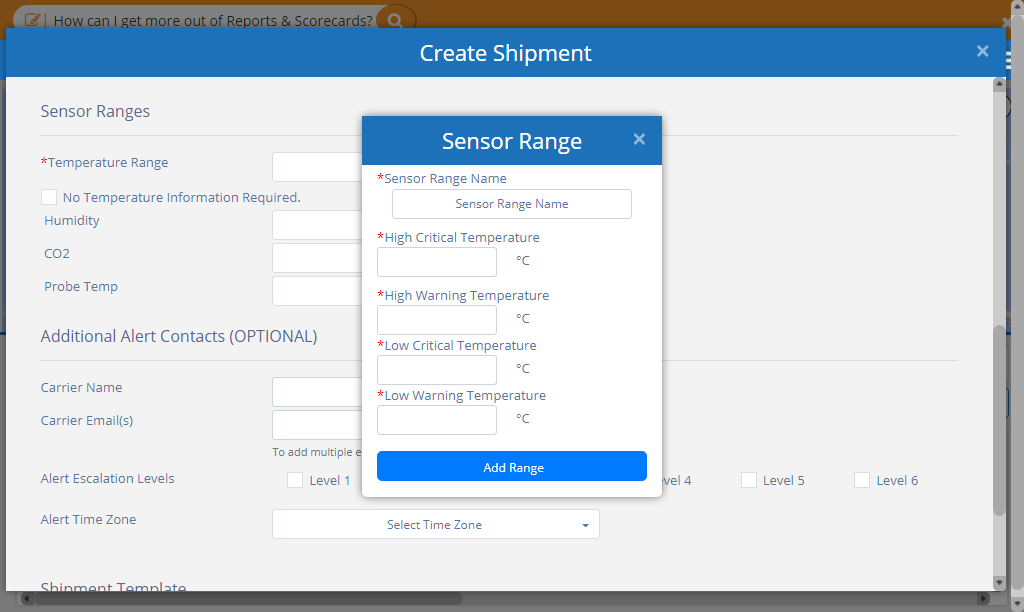 How can I get more out of Reports & Scorecards?
Create Shipment ×
Sensor Ranges
*Temperature Range
No Temperature Information Required.
Humidity
CO2
Probe Temp
Sensor Range ×
*Sensor Range Name
Sensor Range Name
*High Critical Temperature
°C
*High Warning Temperature
°C
*Low Critical Temperature
°C
*Low Warning Temperature
°C
Add Range
Additional Alert Contacts (OPTIONAL)
Carrier Name
Carrier Email(s)
To add multiple e
Alert Escalation Levels
Level 1
vel 4
Level 5
Level 6
Alert Time Zone
Select Time Zone
Shipment Template